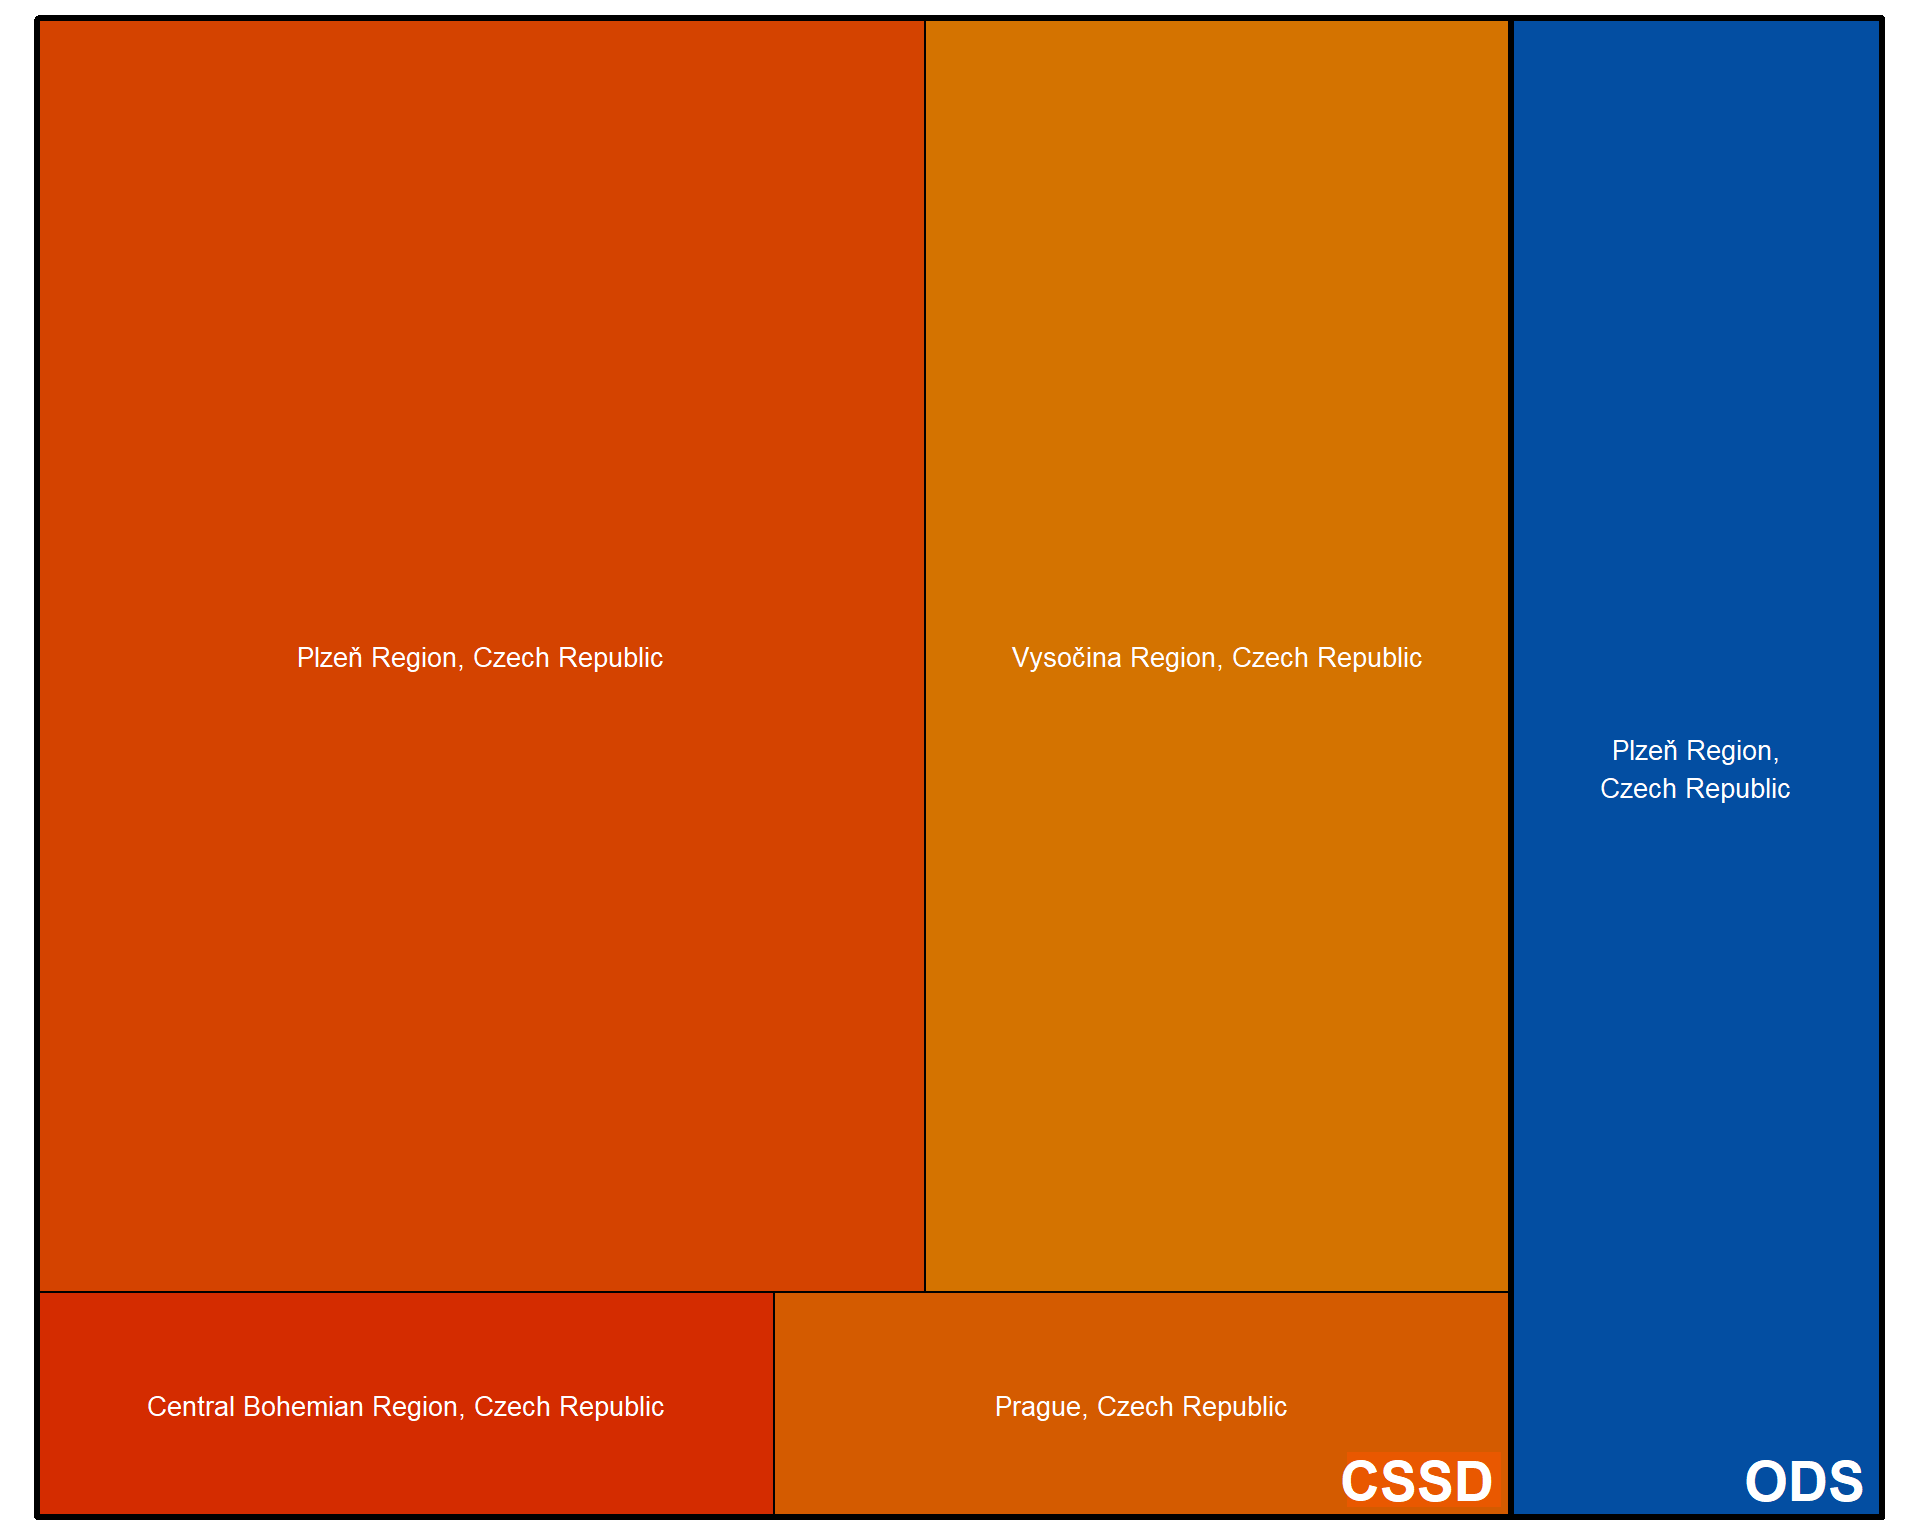 Plzeň Region, Czech Republic
Vysočina Region, Czech Republic
Plzeň Region,
Czech Republic
Central Bohemian Region, Czech Republic
Prague, Czech Republic
CSSD
ODS